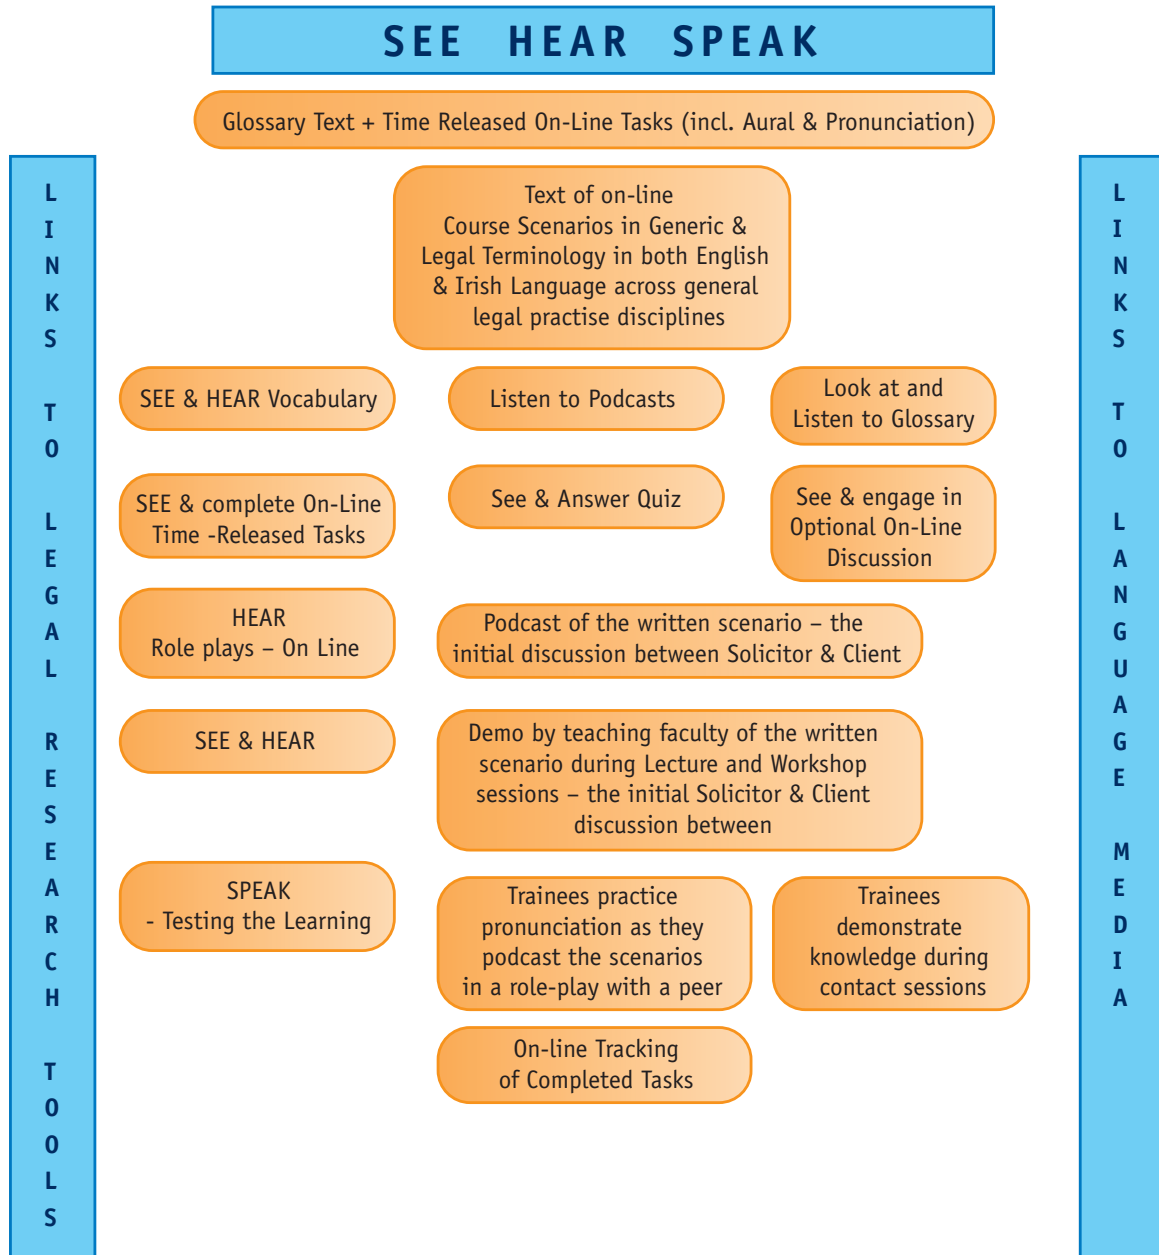 SEE HEAR SPEAK
Glossary Text + Time Released On-Line Tasks (incl. Aural & Pronunciation)
LINKS TO LEGAL RESEARCH TOOLS
Text of on-line
Course Scenarios in Generic &
Legal Terminology in both English
& Irish Language across general
legal practise disciplines
SEE & HEAR Vocabulary
Listen to Podcasts
Look at and
Listen to Glossary
SEE & complete On-Line
Time -Released Tasks
See & Answer Quiz
See & engage in
Optional On-Line
Discussion
HEAR
Role plays – On Line
Podcast of the written scenario – the
initial discussion between Solicitor & Client
SEE & HEAR
Demo by teaching faculty of the written
scenario during Lecture and Workshop
sessions – the initial Solicitor & Client
discussion between
SPEAK
- Testing the Learning
Trainees practice
pronunciation as they
podcast the scenarios
in a role-play with a peer
Trainees
demonstrate
knowledge during
contact sessions
On-line Tracking
of Completed Tasks
LINKS TO LANGUAGE MEDIA